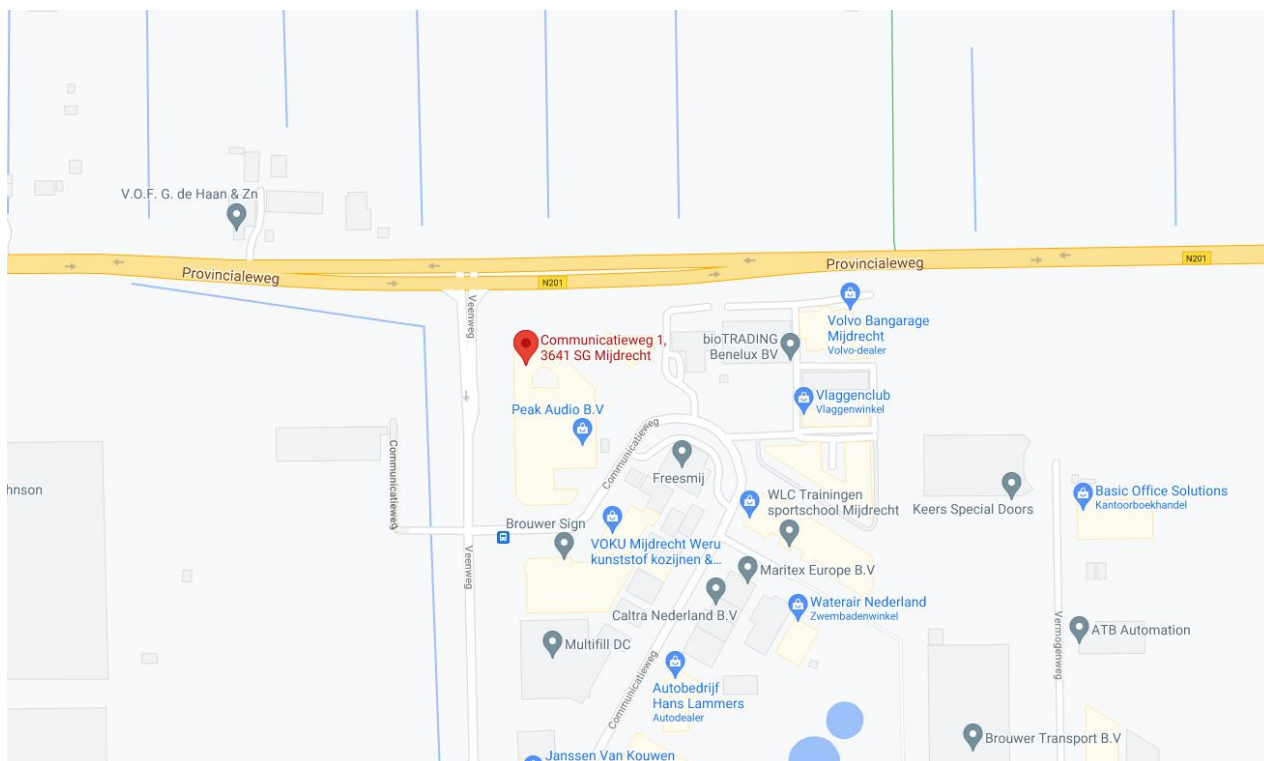 V.O.F. G. de Haan & Zn
Provincialeweg
Provincialeweg
N201
N201
Veenweg
Communicatieweg 1,
3641 SG Mijdrecht
bioTRADING
Benelux BV
Volvo Bangarage
Mijdrecht
Volvo-dealer
Peak Audio B.V
Vlaggenclub
Vlaggenwinkel
Communicatieweg
Communicatieweg
Freesmij
hnson
WLC Trainingen
sportschool Mijdrecht
Keers Special Doors
Basic Office Solutions
Kantoorboekhandel
Brouwer Sign
VOKU Mijdrecht Weru
kunststof kozijnen &...
Veenweg
Maritex Europe B.V
Caltra Nederland B.V
Waterair Nederland
Zwembadenwinkel
Multifill DC
ATB Automation
Vermogenweg
Communicatieweg
Autobedrijf
Hans Lammers
Autodealer
Brouwer Transport B.V
Janssen Van Kouwen